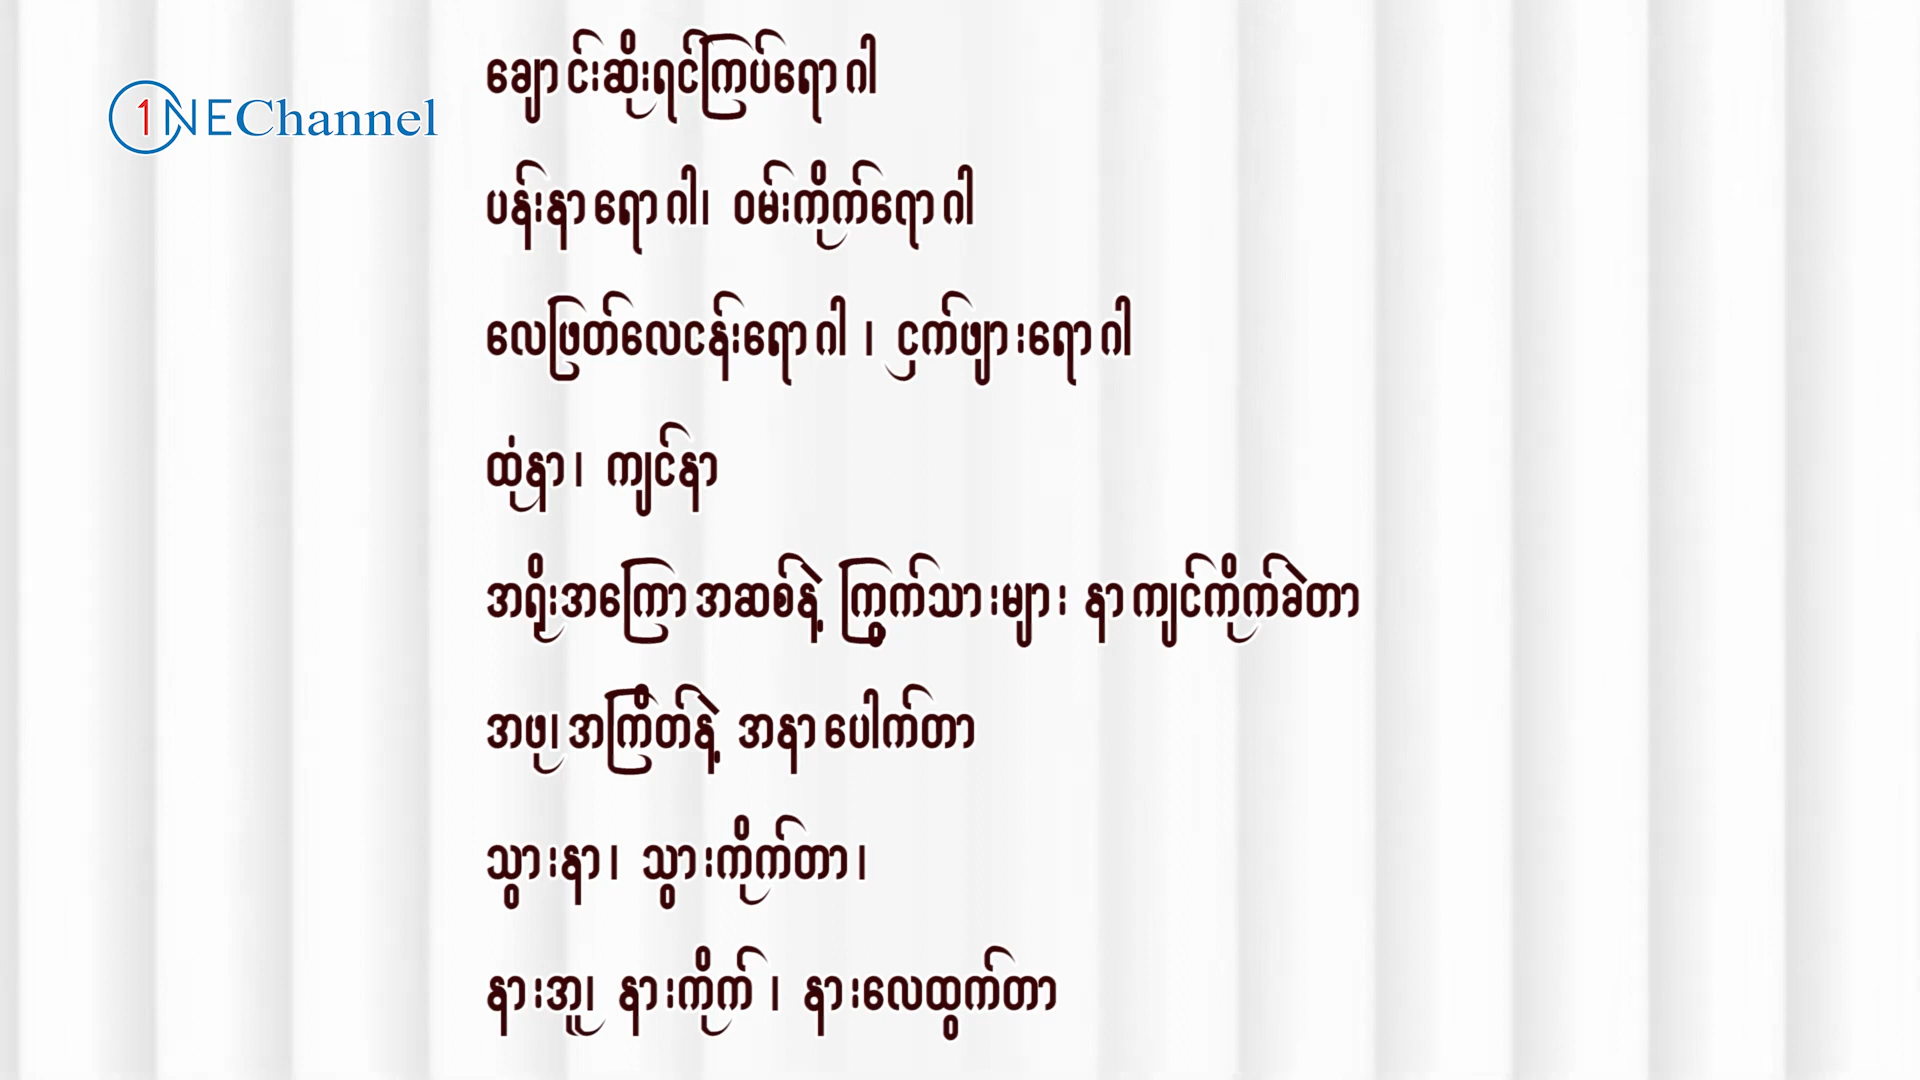 1NEChannel
ချောင်းဆိုးရင်ကြပ်ရောဂါ
ပန်းနာရောဂါ၊ ဝမ်းကိုက်ရောဂါ
လေဖြတ်လေငန်းရောဂါ ၊ ငှက်ဖျားရောဂါ
ထုံနာ၊ ကျင်နာ
အရိုးအကြောအဆစ်နဲ့ ကြွက်သားများ နာကျင်ကိုက်ခဲတာ
အဖု၊အကြိတ်နဲ့ အနာပေါက်တာ
သွားနာ၊ သွားကိုက်တာ၊
နားအူ၊ နားကိုက် ၊ နားလေထွက်တာ